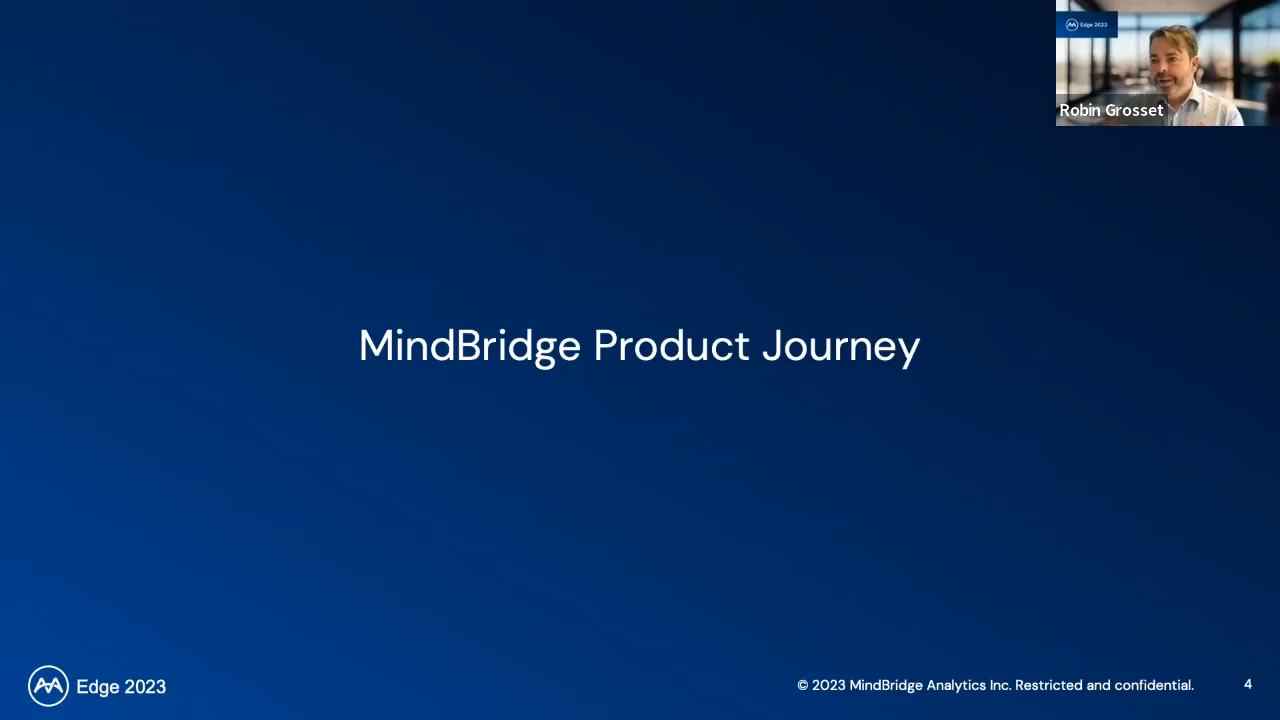 Edge 2023
Robin Grosset
MindBridge Product Journey
Edge 2023
© 2023 MindBridge Analytics Inc. Restricted and confidential.
4